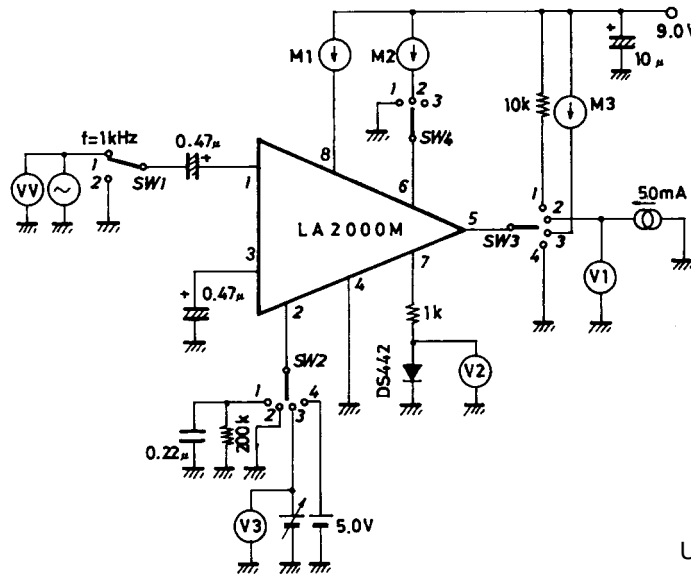 9.0V
M1
M2
+
10μ
1
2
3
10k
M3
f=1kHz
0.47μ
+
SW4
1
2
SW1
8
6
VV
1
1
2
5.0mA
LA2000M
5
SW3
3
4
3
7
4
V1
+
0.47μ
2
1k
SW2
DS442
V2
1
2
3
4
0.22μ
200k
V3
5.0V
U